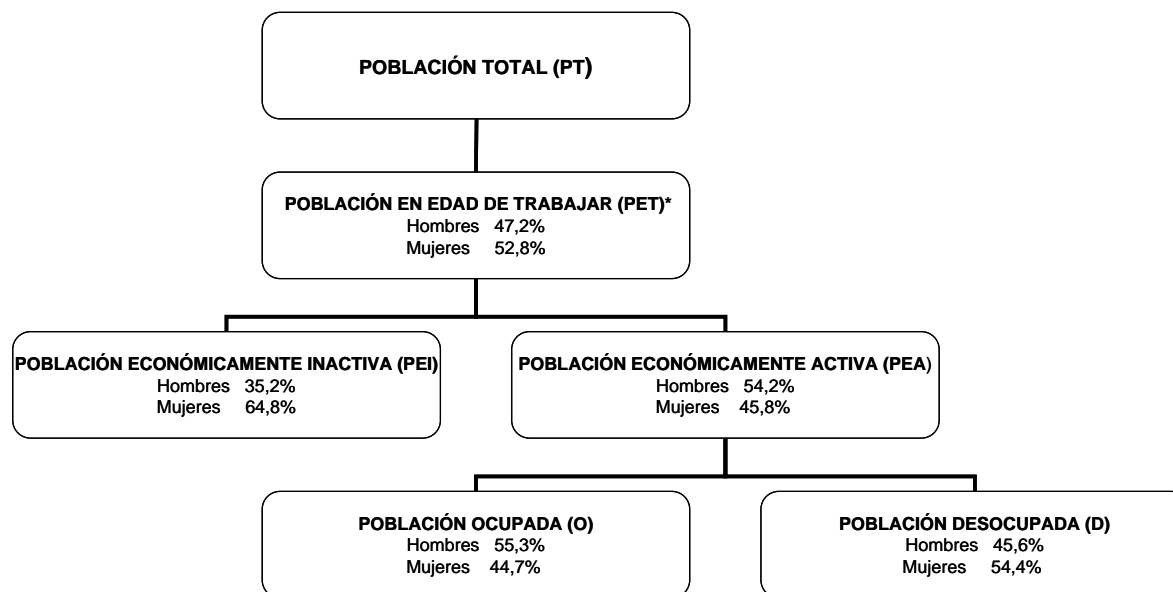 POBLACIÓN TOTAL (PT)
POBLACIÓN EN EDAD DE TRABAJAR (PET)*
Hombres 47,2%
Mujeres 52,8%
POBLACIÓN ECONÓMICAMENTE INACTIVA (PEI)
Hombres 35,2%
Mujeres 64,8%
POBLACIÓN ECONÓMICAMENTE ACTIVA (PEA)
Hombres 54,2%
Mujeres 45,8%
POBLACIÓN OCUPADA (O)
Hombres 55,3%
Mujeres 44,7%
POBLACIÓN DESOCUPADA (D)
Hombres 45,6%
Mujeres 54,4%